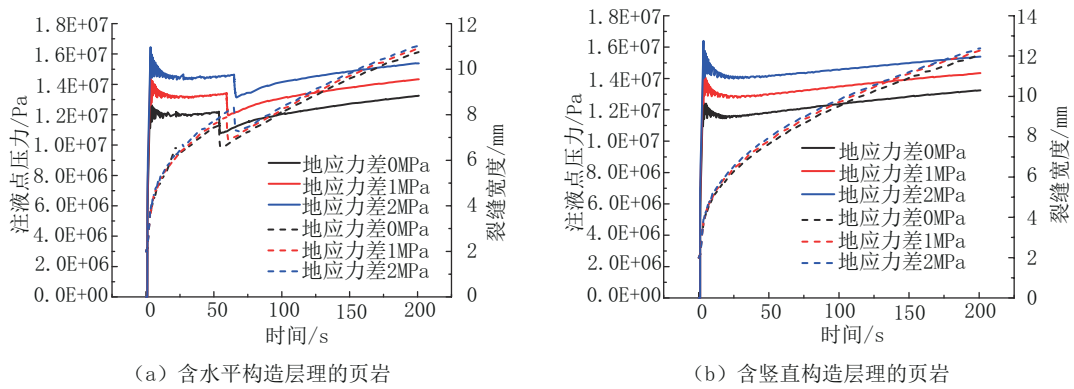 1.8E+07
1.6E+07
1.4E+07
1.2E+07
1.0E+07
8.0E+06
6.0E+06
4.0E+06
2.0E+06
0.0E+00
注液点压力/Pa
12
10
8
6
4
2
0
裂缝宽度/mm
地应力差0MPa
地应力差1MPa
地应力差2MPa
地应力差0MPa
地应力差1MPa
地应力差2MPa
0 50 100 150 200
时间/s
(a) 含水平构造层理的页岩
1.8E+07
1.6E+07
1.4E+07
1.2E+07
1.0E+07
8.0E+06
6.0E+06
4.0E+06
2.0E+06
0.0E+00
注液点压力/Pa
14
12
10
8
6
4
2
0
裂缝宽度/mm
地应力差0MPa
地应力差1MPa
地应力差2MPa
地应力差0MPa
地应力差1MPa
地应力差2MPa
0 50 100 150 200
时间/s
(b) 含竖直构造层理的页岩